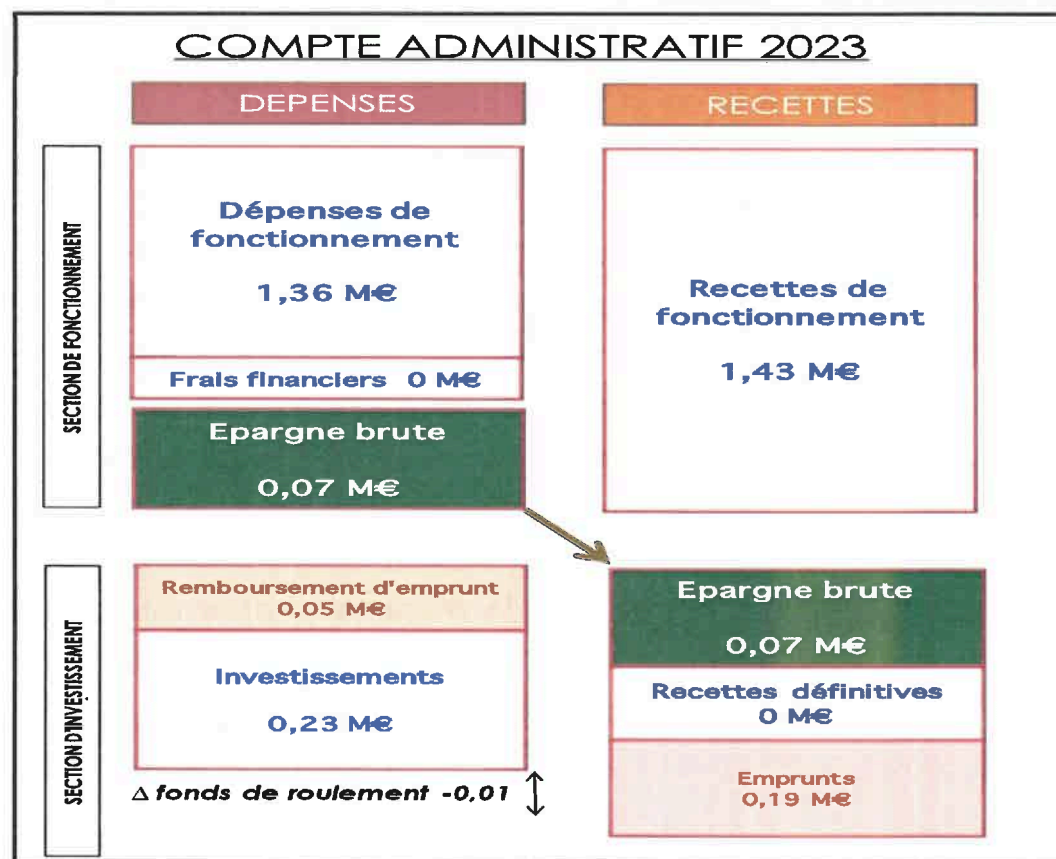 COMPTE ADMINISTRATIF 2023
DEPENSES
RECETTES
SECTION DE FONCTIONNEMENT
Dépenses de
fonctionnement
1,36 M€
Frais financiers 0 M€
Epargne brute
0,07 M€
Recettes de
fonctionnement
1,43 M€
SECTION D'INVESTISSEMENT
Remboursement d'emprunt
0,05 M€
Investissements
0,23 M€
Δ fonds de roulement -0,01
Epargne brute
0,07 M€
Recettes définitives
0 M€
Emprunts
0,19 M€